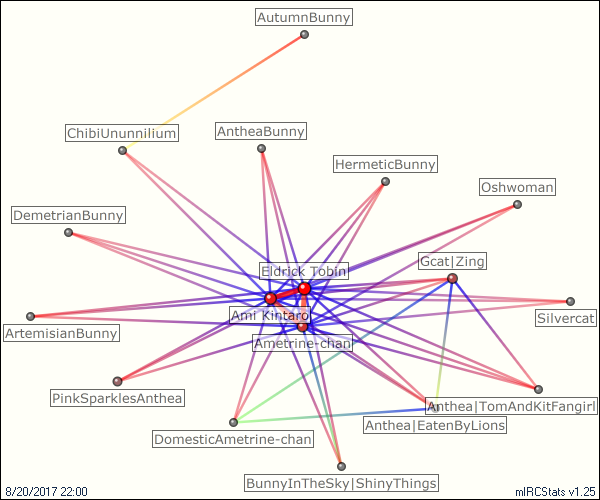 AutumnBunny
ChibiUnunnilium
AntheaBunny
HermeticBunny
Oshwoman
DemetrianBunny
Gcat|Zing
Eldrick Tobin
Ami Kintaro
Silvercat
ArtemisianBunny
Ametrine-chan
PinkSparklesAnthea
Anthea|TomAndKitFangirl
Anthea|EatenByLions
DomesticAmetrine-chan
BunnyInTheSky|ShinyThings
8/20/2017 22:00
mIRCStats v1.25